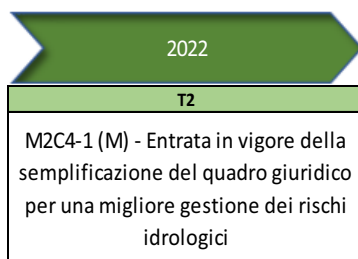 2022
T2
M2C4-1 (M) - Entrata in vigore della
semplificazione del quadro giuridico
per una migliore gestione dei rischi
idrologici